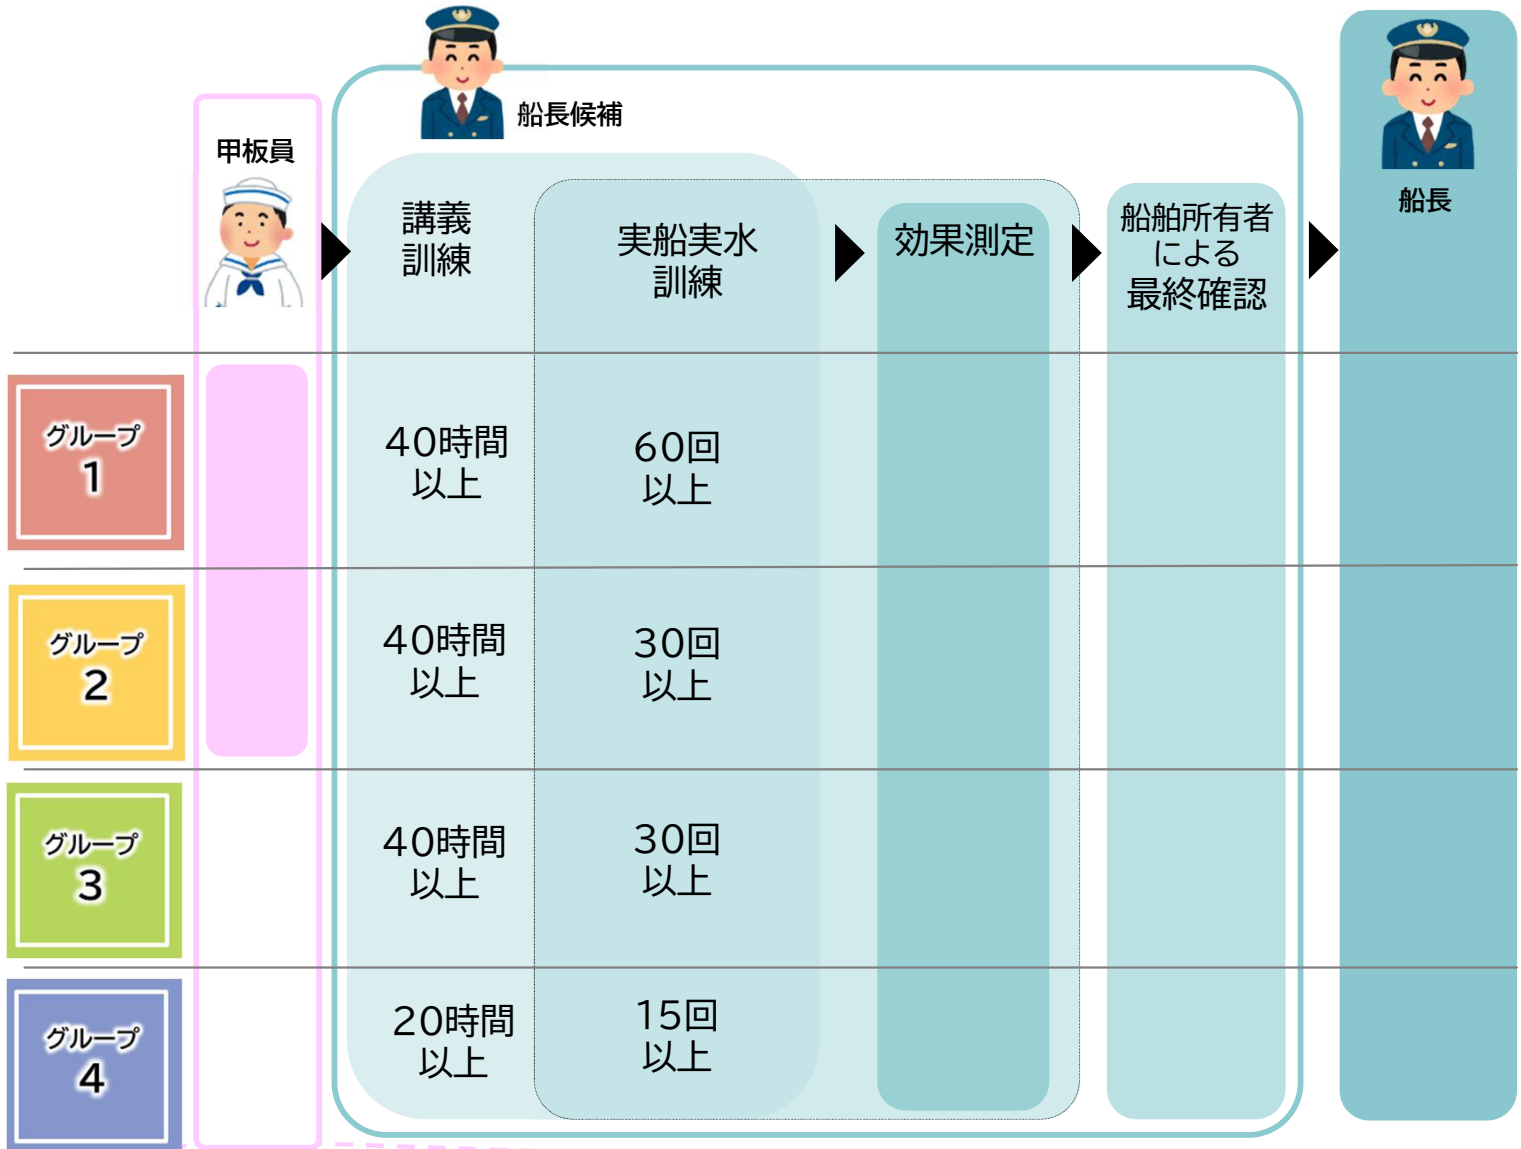 船長候補
甲板員
船長
講義
訓練
実船実水
訓練
効果測定
船舶所有者
による
最終確認
グループ
1
40時間
以上
60回
以上
グループ
2
40時間
以上
30回
以上
グループ
3
40時間
以上
30回
以上
グループ
4
20時間
以上
15回
以上